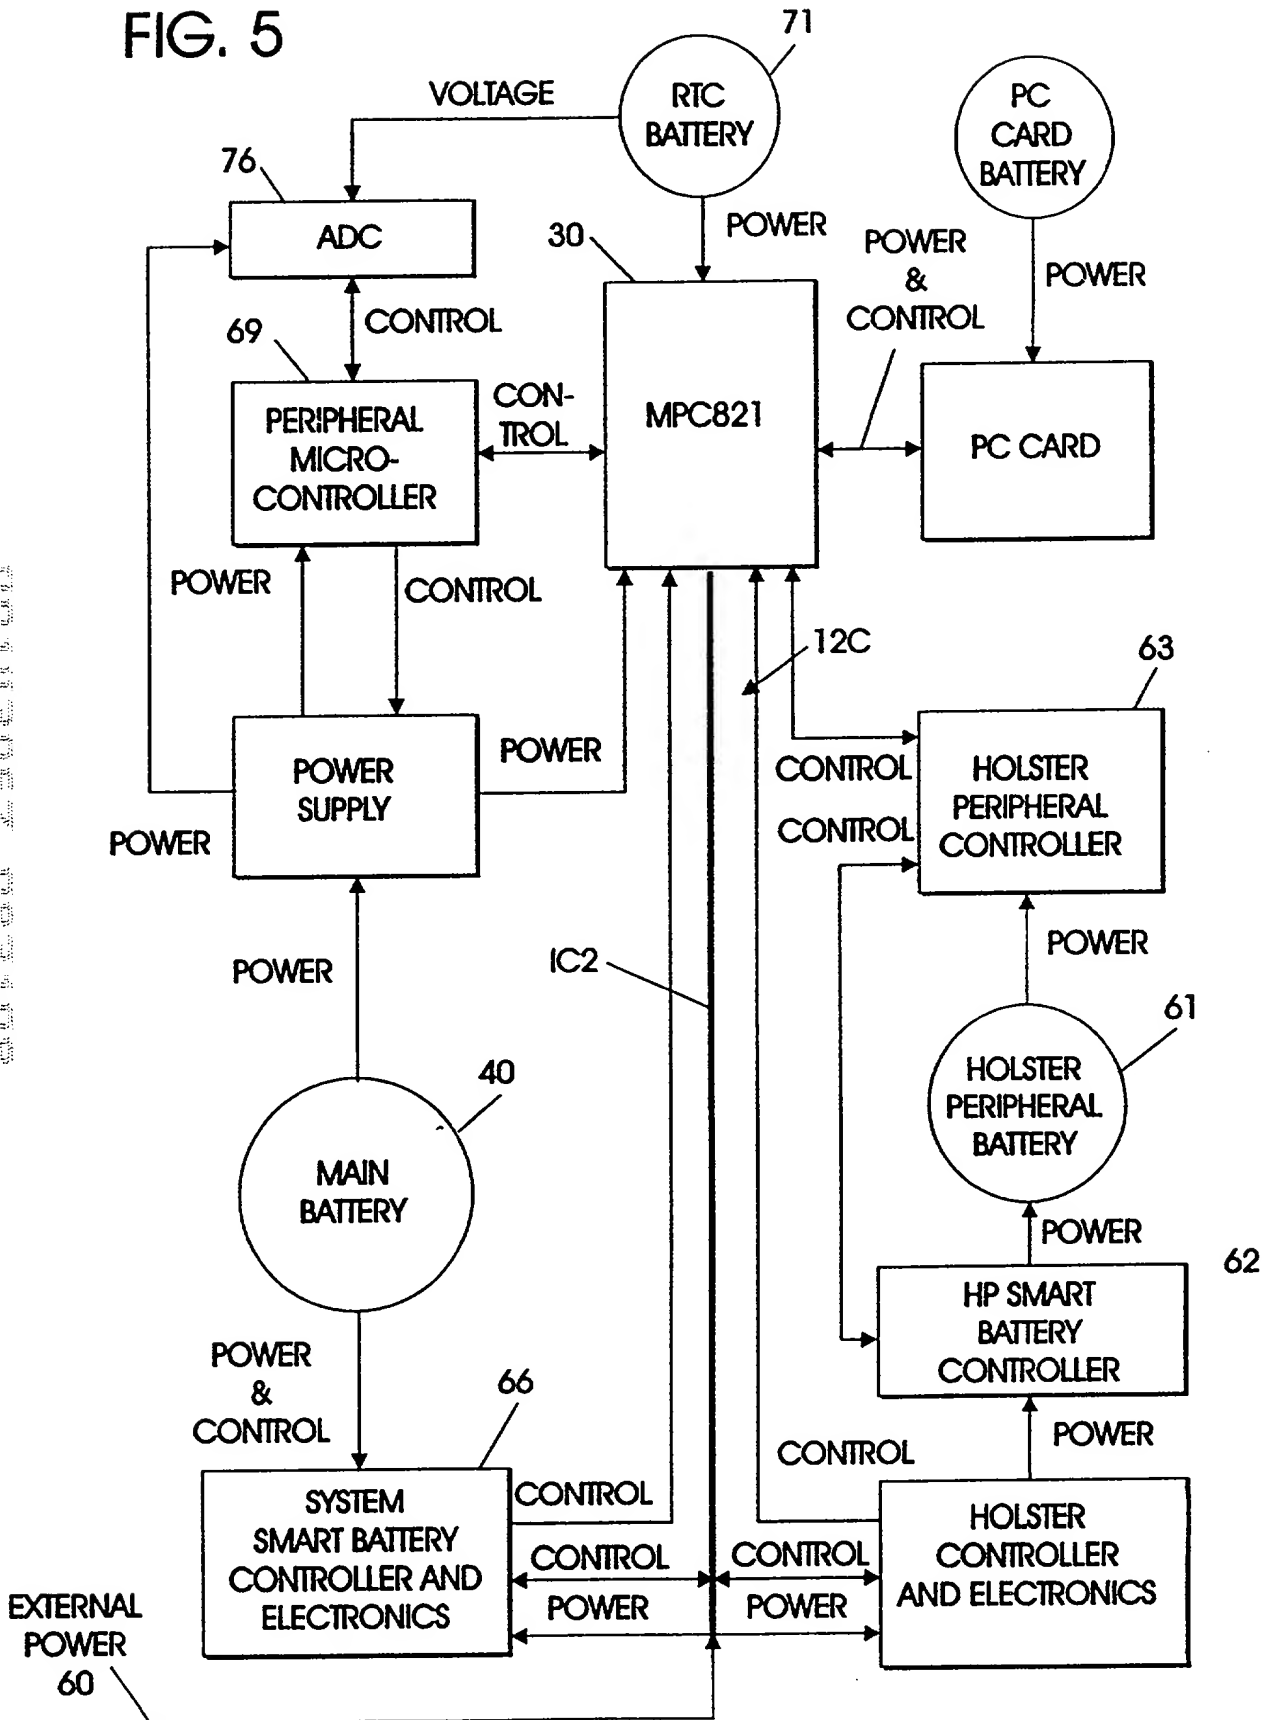 FIG. 5
71
RTC
BATTERY
PC
CARD
BATTERY
VOLTAGE
76
ADC
30
POWER
POWER
&
CONTROL
POWER
CONTROL
69
PERIPHERAL
MICRO-
CONTROLLER
CON-
TROL
MPC821
PC CARD
POWER
CONTROL
12C
63
POWER
SUPPLY
POWER
POWER
CONTROL
CONTROL
HOLSTER
PERIPHERAL
CONTROLLER
POWER
IC2
POWER
61
HOLSTER
PERIPHERAL
BATTERY
40
MAIN
BATTERY
POWER
62
HP SMART
BATTERY
CONTROLLER
POWER
&
CONTROL
66
POWER
CONTROL
SYSTEM
SMART BATTERY
CONTROLLER AND
ELECTRONICS
CONTROL
CONTROL
POWER
CONTROL
POWER
HOLSTER
CONTROLLER
AND ELECTRONICS
EXTERNAL
POWER
60